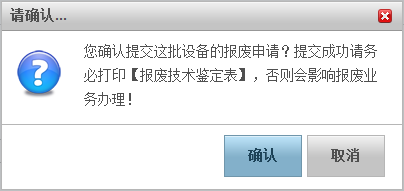 请确认...
您确认提交这批设备的报废申请？提交成功请务
必打印【报废技术鉴定表】，否则会影响报废业
务办理！
确认
取消